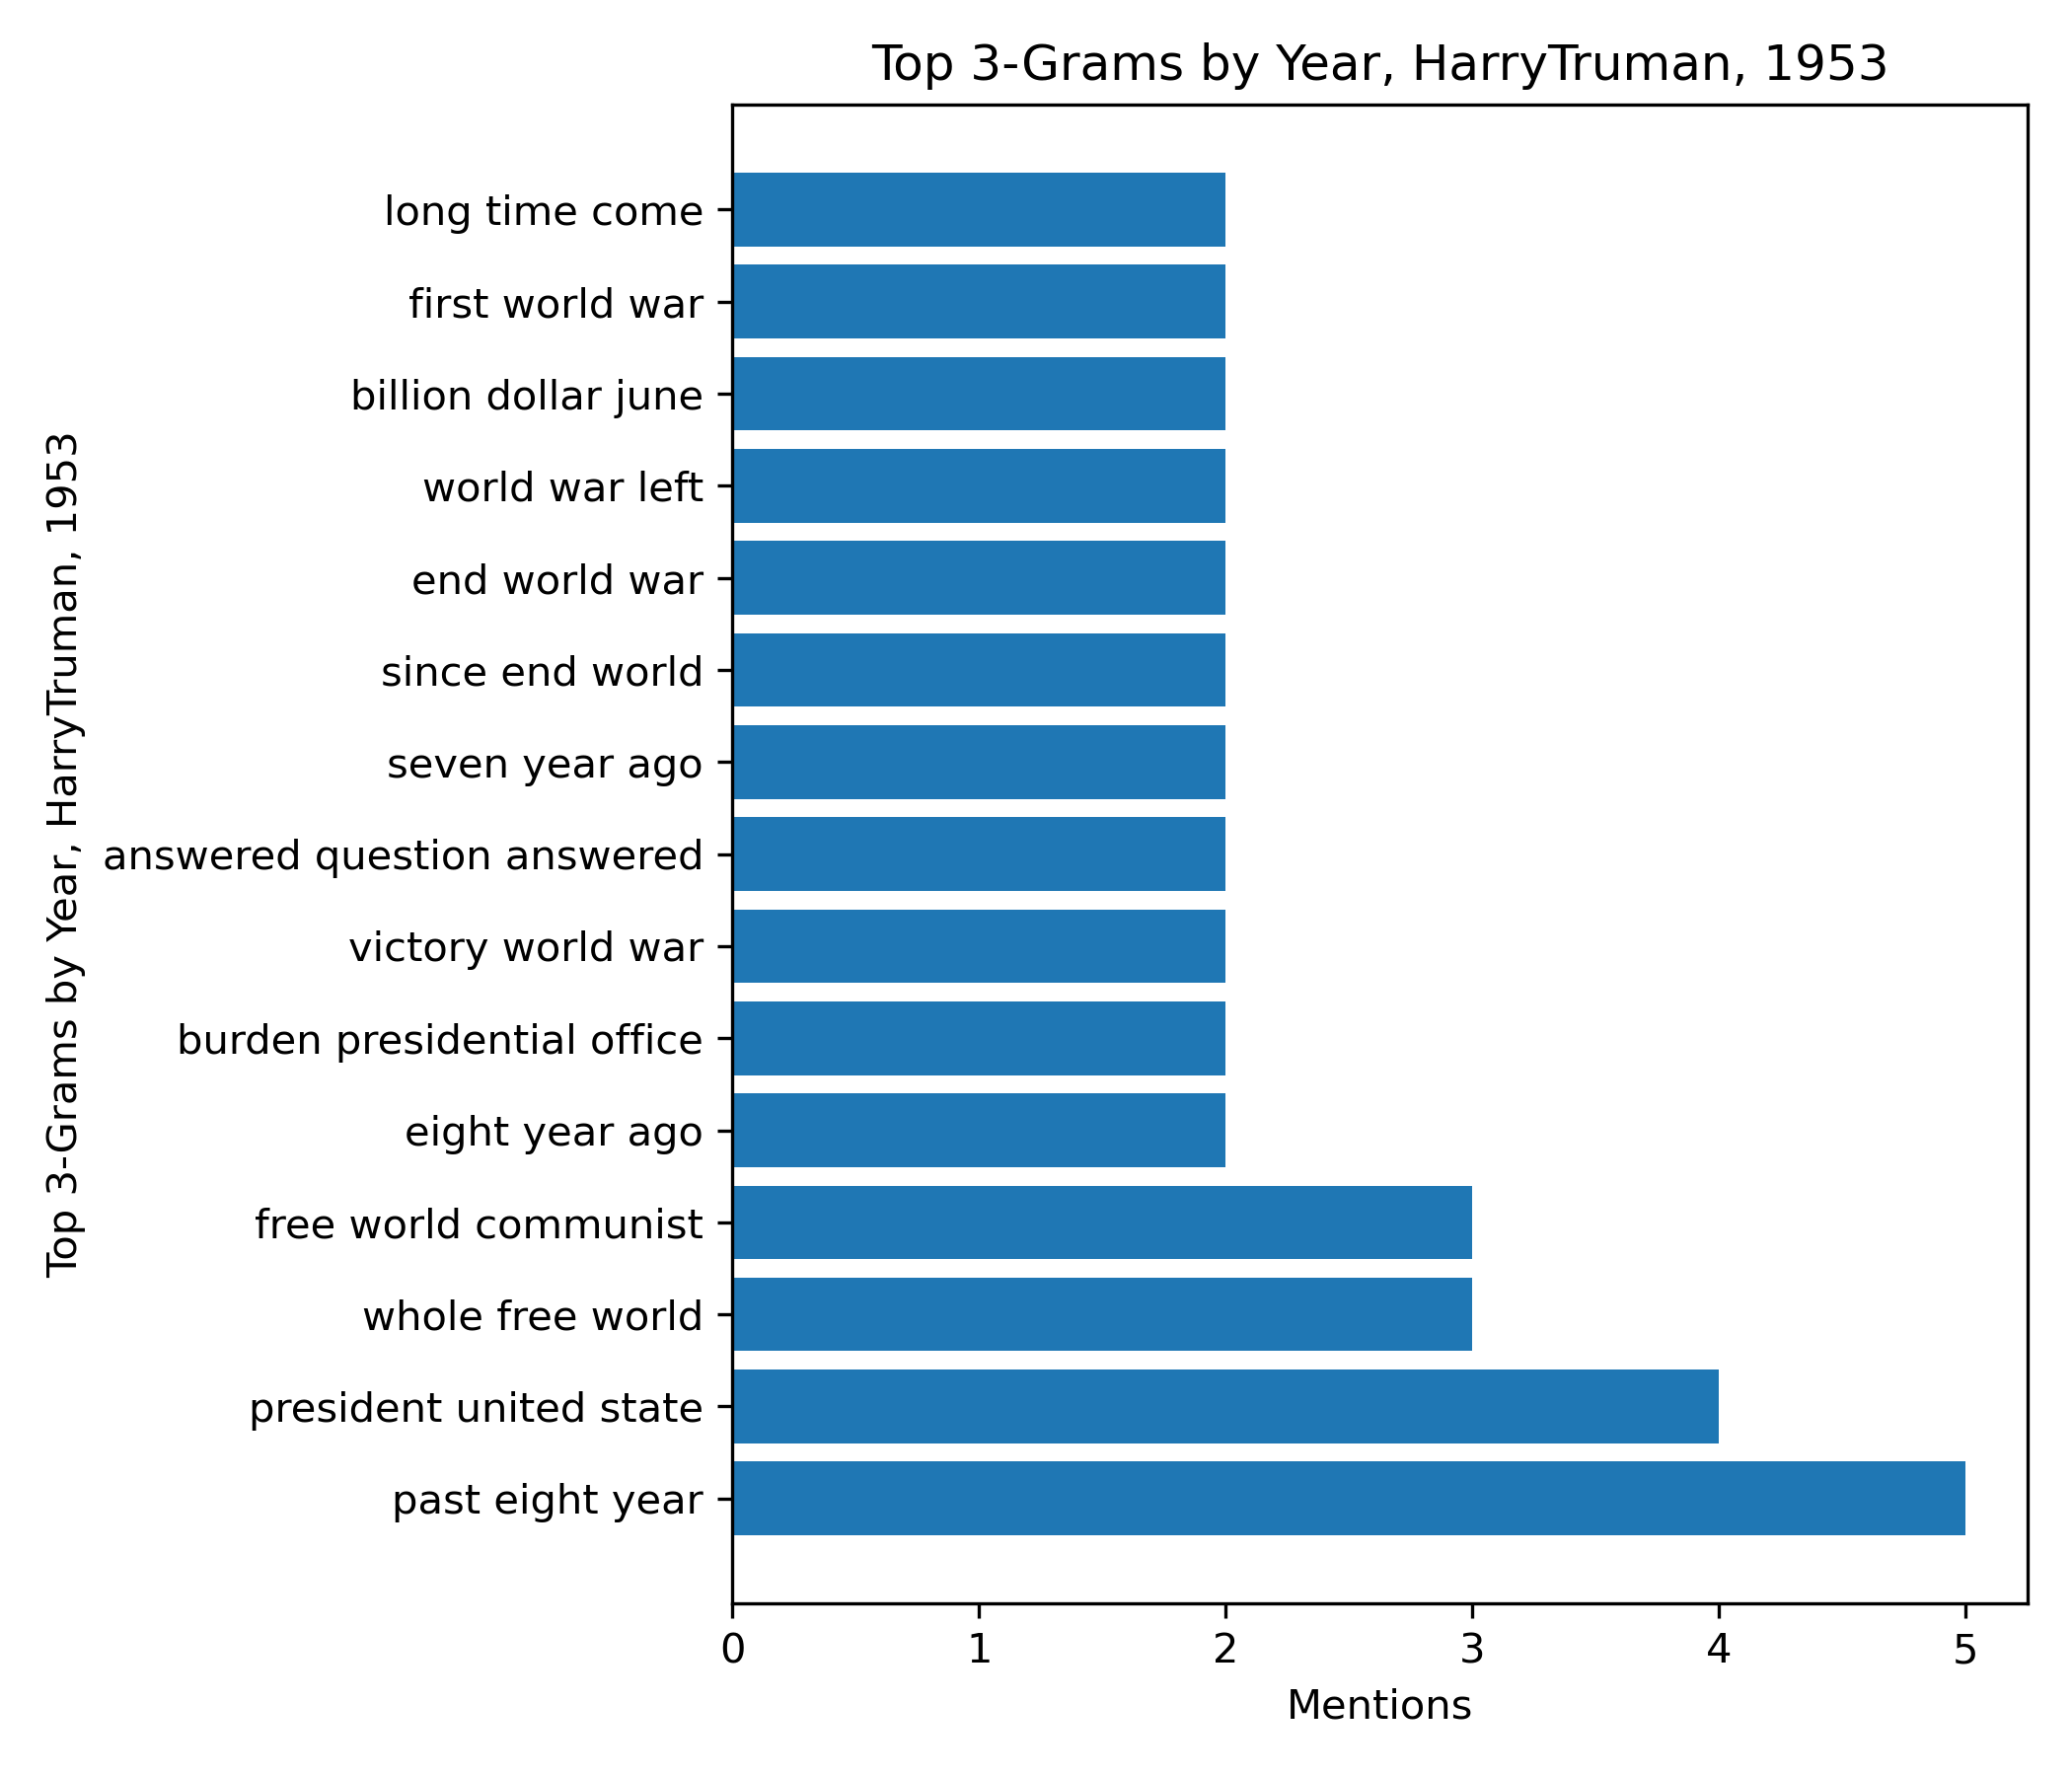 Top 3-Grams by Year, HarryTruman, 1953
Top 3-Grams by Year, HarryTruman, 1953
long time come
first world war
billion dollar june
world war left
end world war
since end world
seven year ago
answered question answered
victory world war
burden presidential office
eight year ago
free world communist
whole free world
president united state
past eight year
0 1 2 3 4 5
Mentions